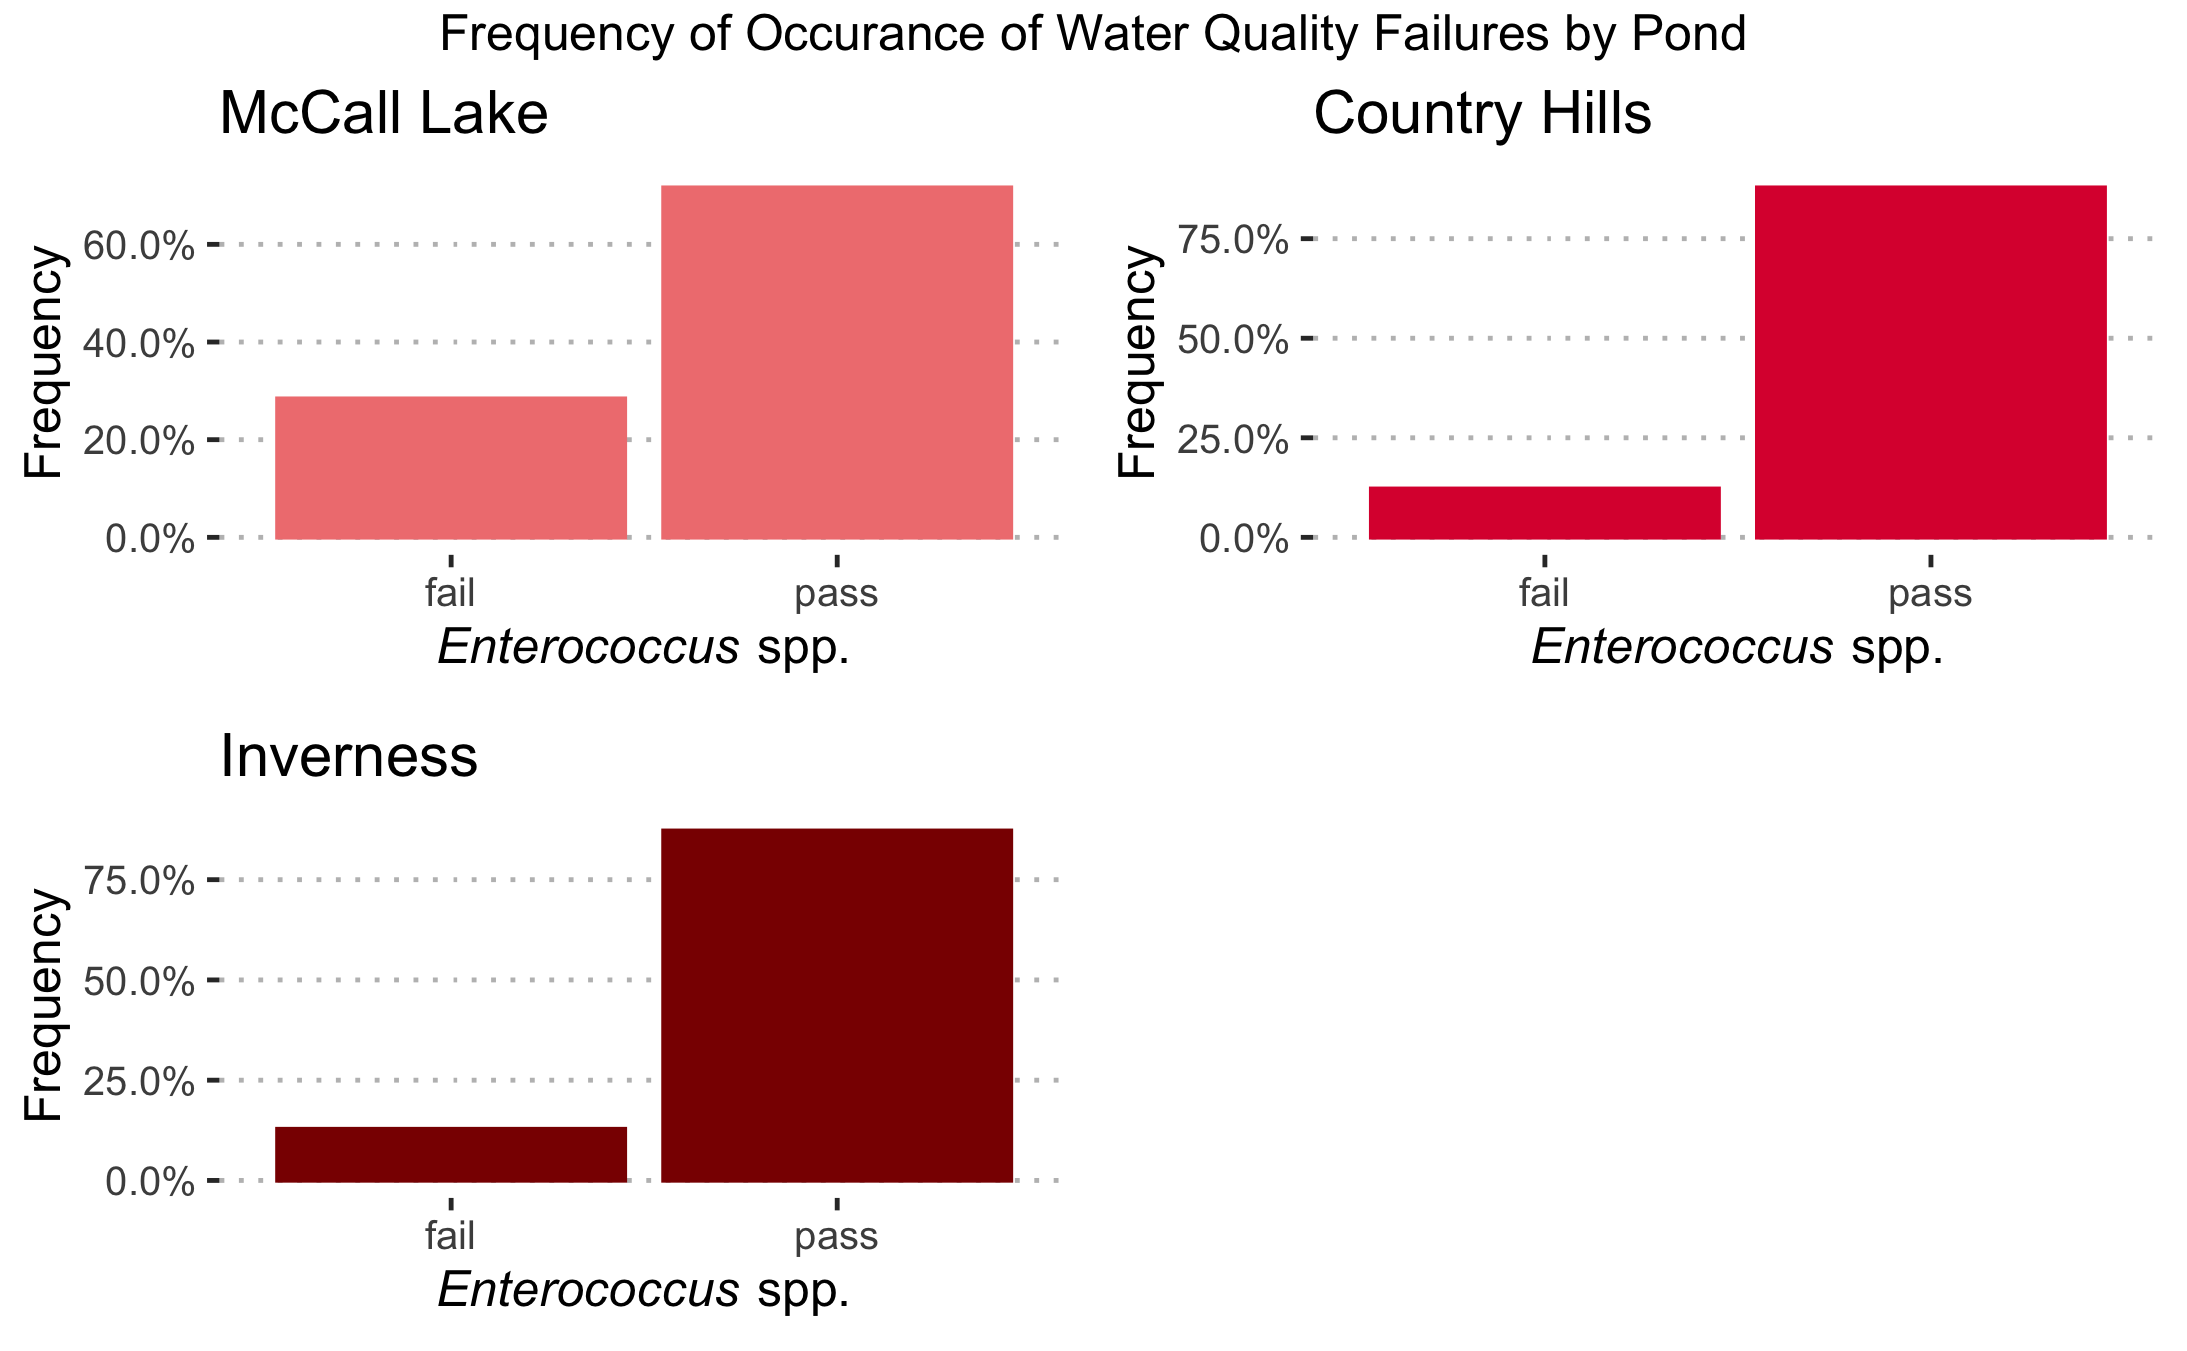 Frequency of Occurance of Water Quality Failures by Pond
McCall Lake
Frequency
60.0%
40.0%
20.0%
0.0%
fail pass
Enterococcus spp.
Country Hills
Frequency
75.0%
50.0%
25.0%
0.0%
fail pass
Enterococcus spp.
Inverness
Frequency
75.0%
50.0%
25.0%
0.0%
fail pass
Enterococcus spp.